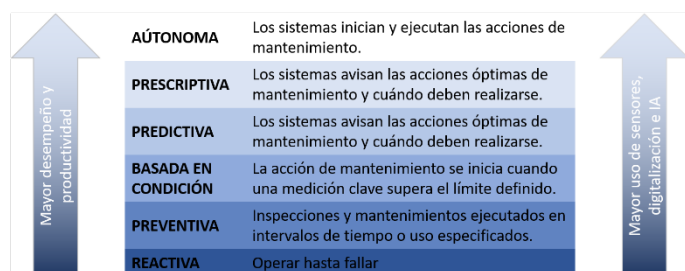 Mayor desempeño y
productividad
AÚTONOMA
Los sistemas inician y ejecutan las acciones de
mantenimiento.
PRESCRIPTIVA
Los sistemas avisan las acciones óptimas de
mantenimiento y cuándo deben realizarse.
PREDICTIVA
Los sistemas avisan las acciones óptimas de
mantenimiento y cuándo deben realizarse.
BASADA EN
CONDICIÓN
La acción de mantenimiento se inicia cuando
una medición clave supera el límite definido.
PREVENTIVA
Inspecciones y mantenimientos ejecutados en
intervalos de tiempo o uso especificados.
REACTIVA
Operar hasta fallar
Mayor uso de sensores,
digitalización e IA